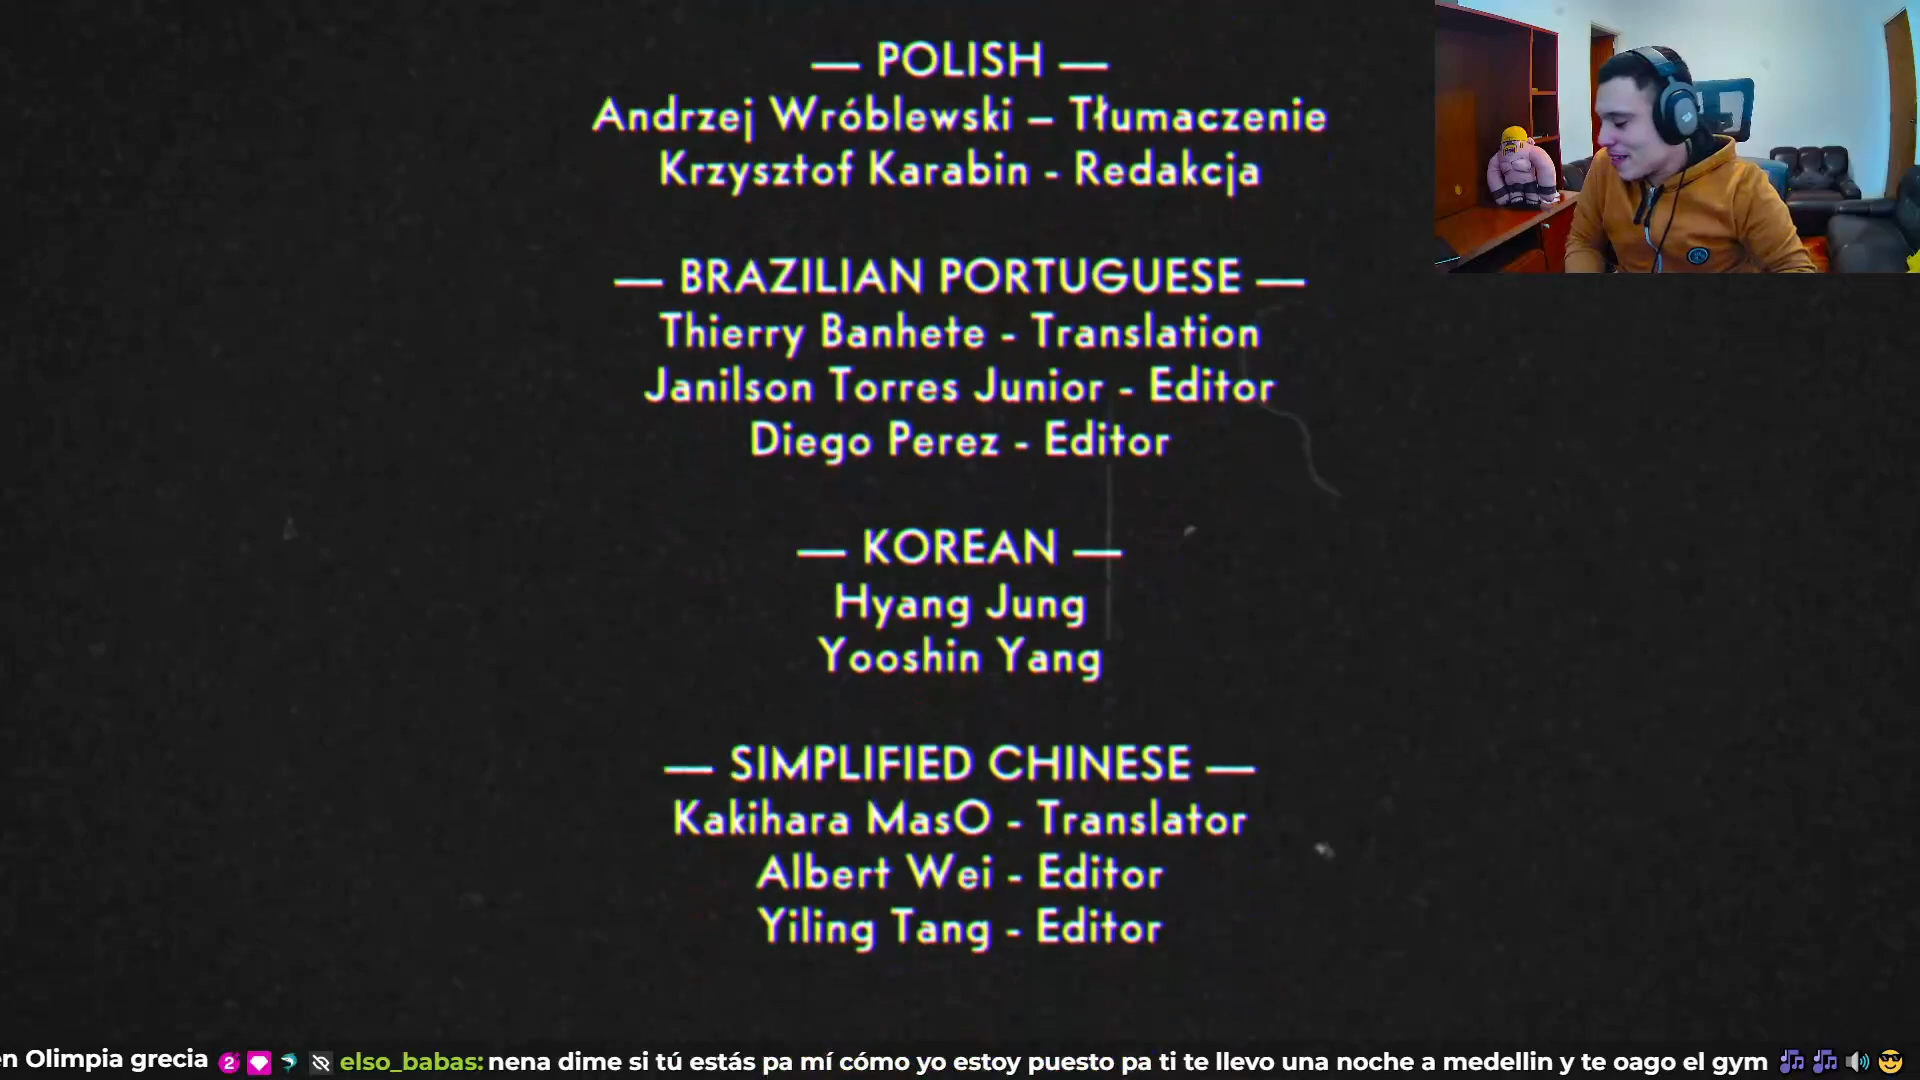 — POLISH —
Andrzej Wróblewski – Tłumaczenie
Krzysztof Karabin - Redakcja
— BRAZILIAN PORTUGUESE —
Thierry Banhete - Translation
Janilson Torres Junior - Editor
Diego Perez - Editor
— KOREAN —
Hyang Jung
Yooshin Yang
— SIMPLIFIED CHINESE —
Kakihara MasO - Translator
Albert Wei - Editor
Yiling Tang - Editor
en Olimpia grecia 2 elso_babas: nena dime si tú estás pa mí cómo yo estoy puesto pa ti te llevo una noche a medellin y te oago el gym 🎶 🎶 🔊 😎